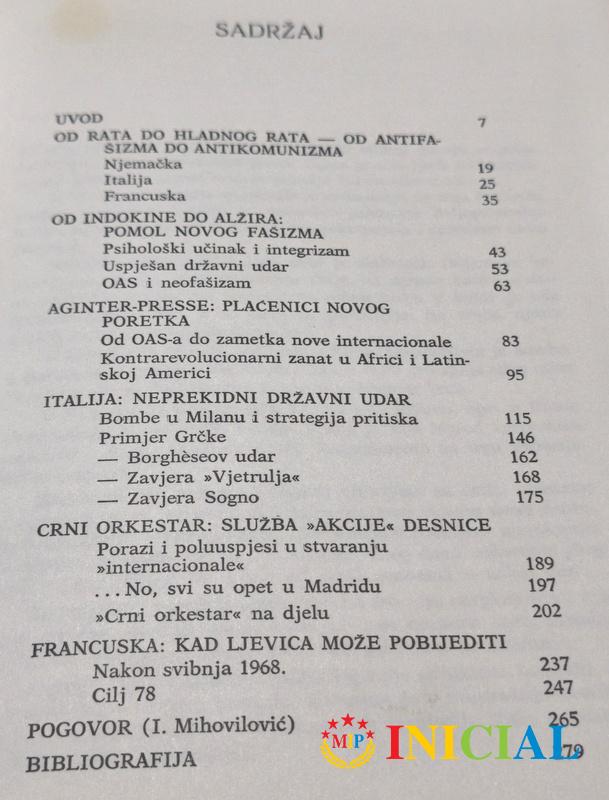 SADRŽAJ
UVOD 7
OD RATA DO HLADNOG RATA — OD ANTIFA-
ŠIZMA DO ANTIKOMUNIZMA
Njemačka 19
Italija 25
Francuska 35
OD INDOKINE DO ALŽIRA:
POMOL NOVOG FAŠIZMA
Psihološki učinak i integrizam 43
Uspješan državni udar 53
OAS i neofašizam 63
AGINTER-PRESSE: PLAĆENICI NOVOG
PORETKA
Od OAS-a do zametka nove internacionale 83
Kontrarevolucionarni zanat u Africi i Latin-
skoj Americi 95
ITALIJA: NEPREKIDNI DRŽAVNI UDAR
Bombe u Milanu i strategija pritiska 115
Primjer Grčke 146
— Borghèseov udar 162
— Zavjera »Vjetrulja« 168
— Zavjera Sogno 175
CRNI ORKESTAR: SLUŽBA »AKCIJE« DESNICE
Porazi i poluuspjesi u stvaranju
»internacionale« 189
...No, svi su opet u Madridu 197
»Crni orkestar« na djelu 202
FRANCUSKA: KAD LJEVICA MOŽE POBIJEDITI
Nakon svibnja 1968. 237
Cilj 78 247
POGOVOR (I. Mihovilović) 265
BIBLIOGRAFIJA
MP INICIAL